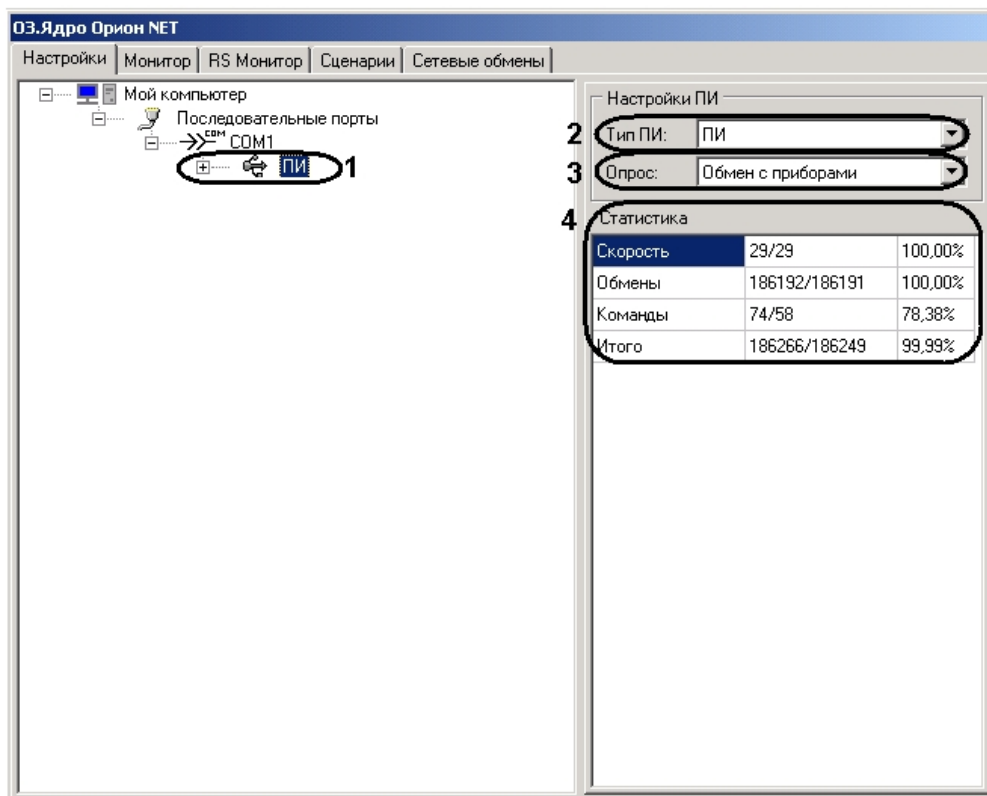 ОЗ.Ядро Орион NET
Настройки Монитор RS Монитор Сценарии Сетевые обмены
Мой компьютер
Последовательные порты
COM COM1
ПИ 1
Настройки ПИ
2 Тип ПИ: ПИ
3 Опрос: Обмен с приборами
4 Статистика
Скорость 29/29 100,00%
Обмены 186192/186191 100,00%
Команды 74/58 78,38%
Итого 186266/186249 99,99%